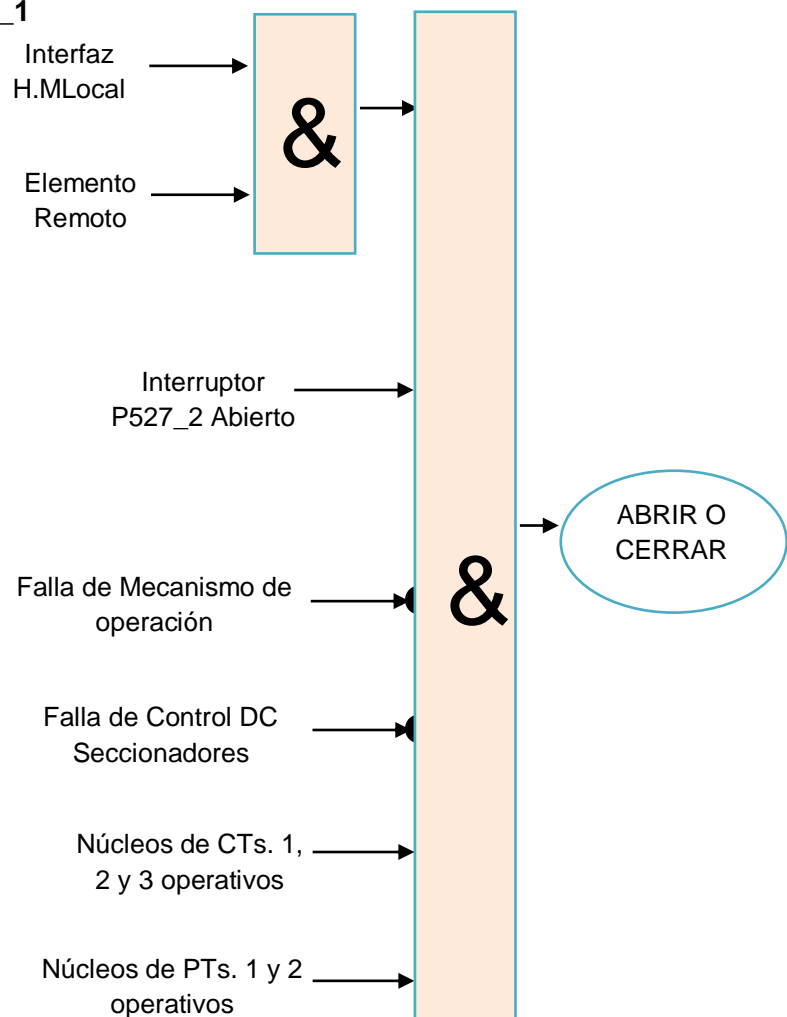 _1
Interfaz
H.MLocal
&
Elemento
Remoto
Interruptor
P527_2 Abierto
ABRIR O
CERRAR
Falla de Mecanismo de
operación
&
Falla de Control DC
Seccionadores
Núcleos de CTs. 1,
2 y 3 operativos
Núcleos de PTs. 1 y 2
operativos